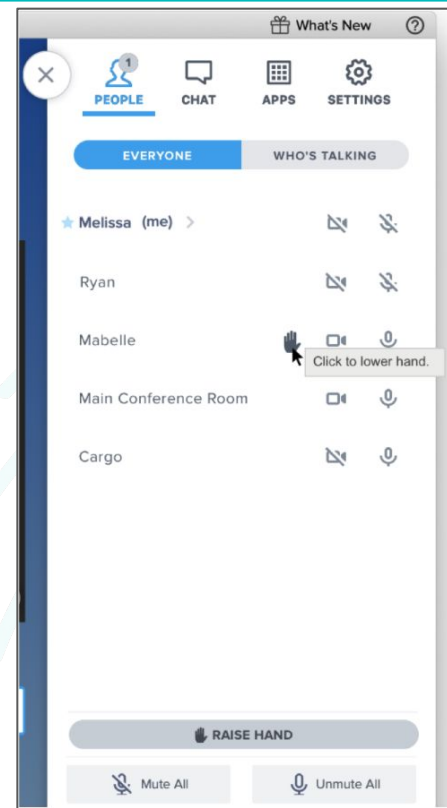 What's New
1
PEOPLE CHAT APPS SETTINGS
EVERYONE WHO'S TALKING
Melissa (me)
Ryan
Mabelle
Click to lower hand.
Main Conference Room
Cargo
RAISE HAND
Mute All Unmute All